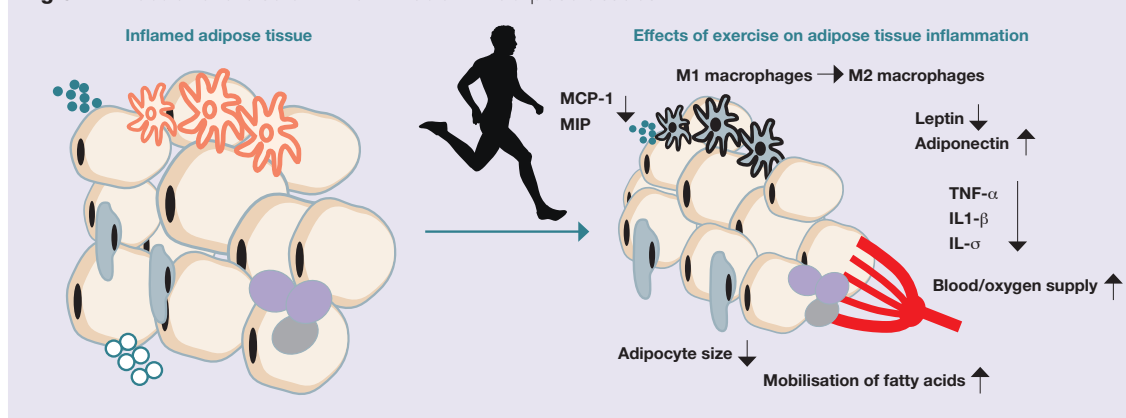 Inflamed adipose tissue
Effects of exercise on adipose tissue inflammation
M1 macrophages → M2 macrophages
MCP-1 ↓
MIP
Leptin ↓
Adiponectin ↑
TNF-α ↓
IL1-β
IL-σ
Blood/oxygen supply ↑
Adipocyte size ↓
Mobilisation of fatty acids ↑